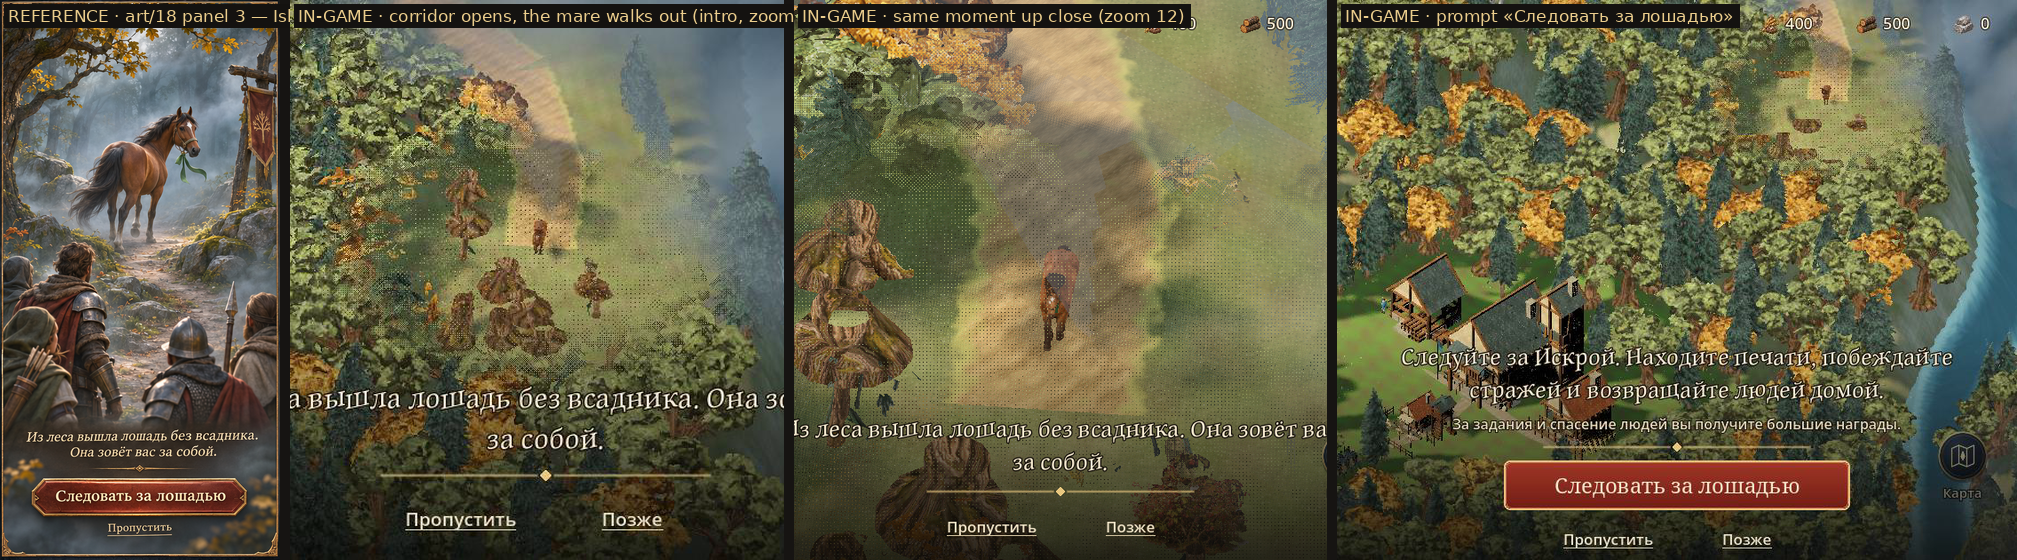 REFERENCE · art/18 panel 3 — Isl
Из леса вышла лошадь без всадника.
Она зовёт вас за собой.
Следовать за лошадью
Пропустить
IN-GAME · corridor opens, the mare walks out (intro, zoom
а вышла лошадь без всадника. Она зо
за собой.
Пропустить
Позже
IN-GAME · same moment up close (zoom 12)
500
Из леса вышла лошадь без всадника. Она зовёт ва
за собой.
Пропустить
Позже
IN-GAME · prompt «Следовать за лошадью»
400
500
0
Следуйте за Искрой. Находите печати, побеждайте
стражей и возвращайте людей домой.
За задания и спасение людей вы получите большие награды.
Следовать за лошадью
Карта
Пропустить
Позже